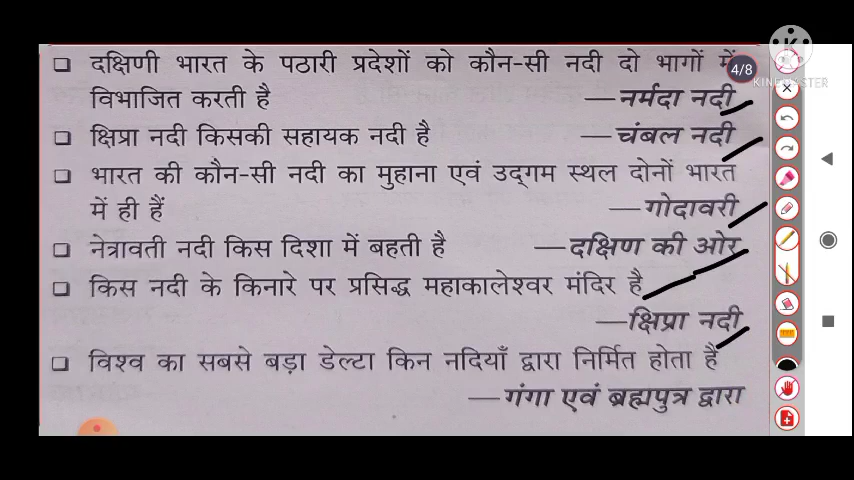 ❑ दक्षिणी भारत के पठारी प्रदेशों को कौन-सी नदी दो भागों में
विभाजित करती है —नर्मदा नदी
❑ क्षिप्रा नदी किसकी सहायक नदी है —चंबल नदी
❑ भारत की कौन-सी नदी का मुहाना एवं उद्‌गम स्थल दोनों भारत
में ही हैं —गोदावरी
❑ नेत्रावती नदी किस दिशा में बहती है —दक्षिण की ओर
❑ किस नदी के किनारे पर प्रसिद्ध महाकालेश्वर मंदिर है
—क्षिप्रा नदी
❑ विश्व का सबसे बड़ा डेल्टा किन नदियाँ द्वारा निर्मित होता है
—गंगा एवं ब्रह्मपुत्र द्वारा
4/8
K
KINEMASTER